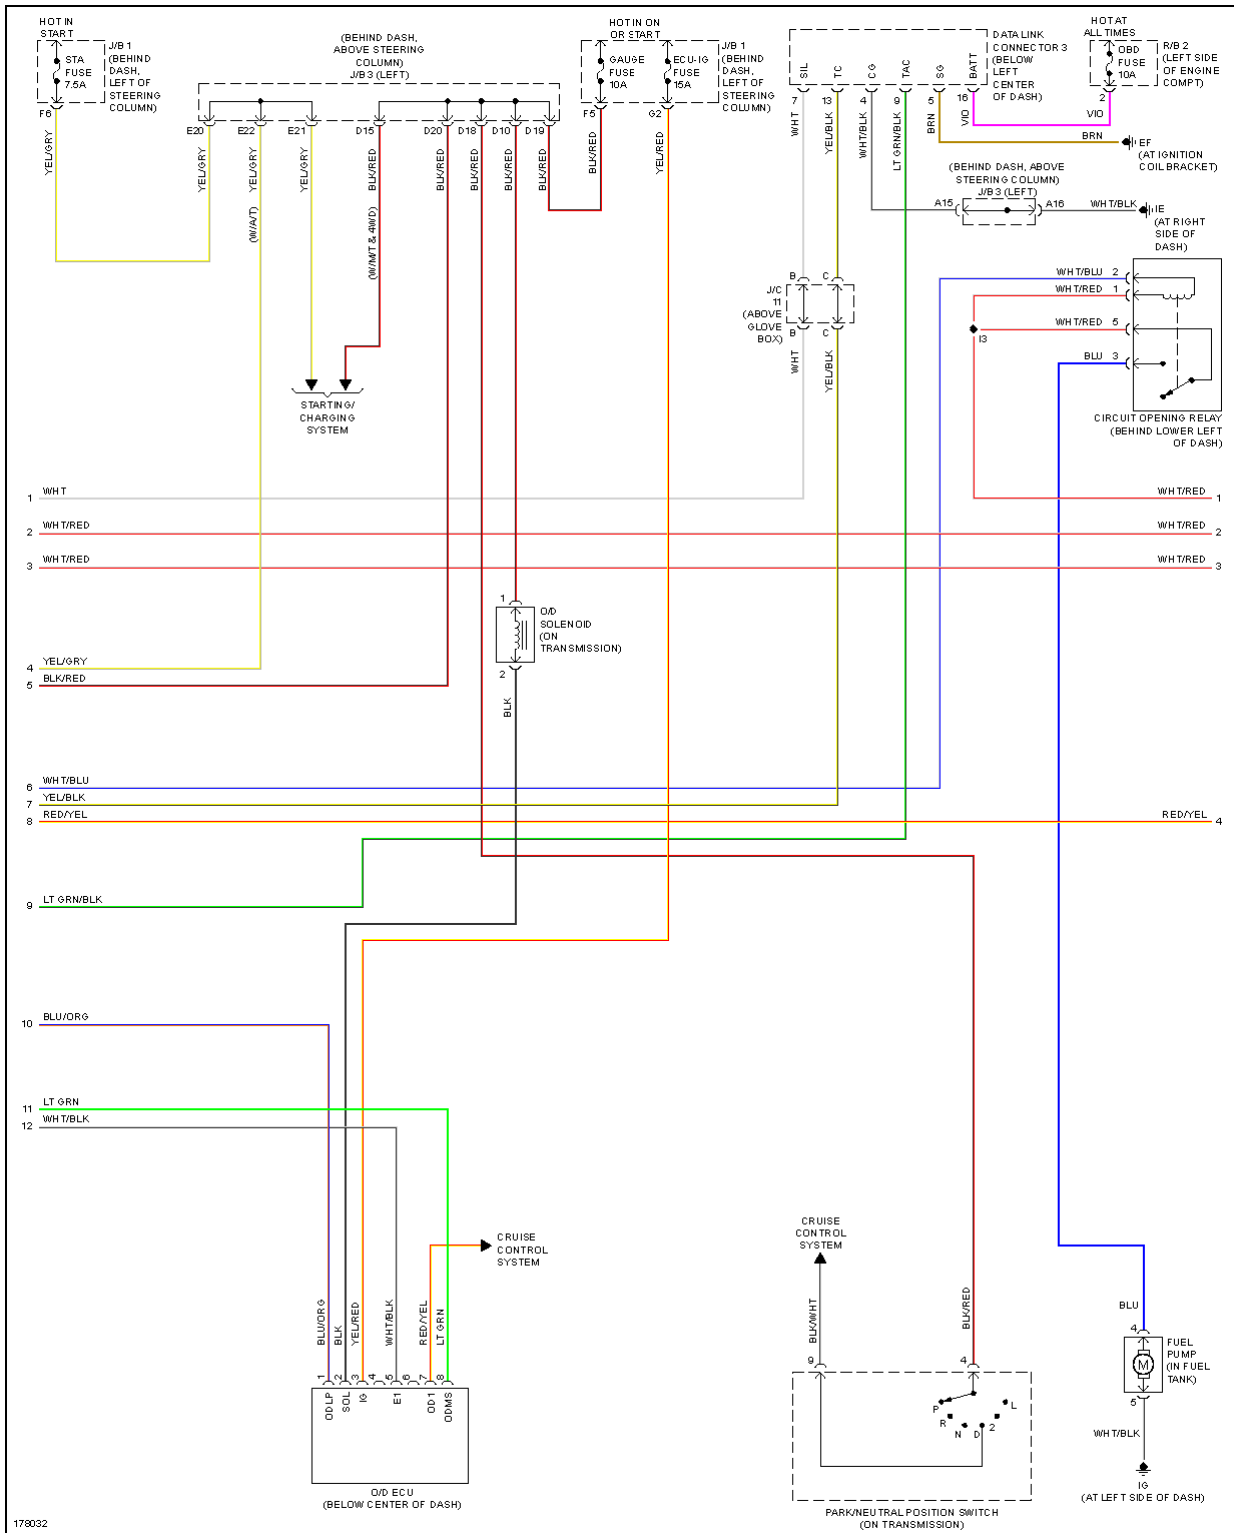 HOT IN
START
J/B 1
(BEHIND
DASH,
LEFT OF
STEERING
COLUMN)
STA
FUSE
7.5A
F6
YEL/GRY
(BEHIND DASH,
ABOVE STEERING
COLUMN)
J/B 3 (LEFT)
E20
E22
E21
D15
D20
D18
D10
D19
YEL/GRY
YEL/GRY
YEL/GRY
BLK/RED
BLK/RED
BLK/RED
BLK/RED
BLK/RED
(W/A/T)
(W/M/T & 4WD)
HOT IN ON
OR START
GAUGE
FUSE
10A
ECU-IG
FUSE
15A
J/B 1
(BEHIND
DASH,
LEFT OF
STEERING
COLUMN)
F5
G2
BLK/RED
YEL/RED
SIL
TC
CG
TAC
SG
BATT
DATA LINK
CONNECTOR 3
(BELOW
LEFT
CENTER
OF DASH)
7
13
4
9
5
16
WHT
YEL/BLK
WHT/BLK
LT GRN/BLK
BRN
VIO
HOT AT
ALL TIMES
OBD
FUSE
10A
R/B 2
(LEFT SIDE
OF ENGINE
COMPT)
2
VIO
BRN
EF
(AT IGNITION
COIL BRACKET)
(BEHIND DASH, ABOVE
STEERING COLUMN)
J/B 3 (LEFT)
A15
A16
WHT/BLK
IE
(AT RIGHT
SIDE OF
DASH)
B
C
J/C
11
(ABOVE
GLOVE
BOX)
B
C
WHT
YEL/BLK
WHT/BLU 2
WHT/RED 1
WHT/RED 5
I3
BLU 3
CIRCUIT OPENING RELAY
(BEHIND LOWER LEFT
OF DASH)
STARTING/
CHARGING
SYSTEM
1 WHT
WHT/RED 1
2 WHT/RED
WHT/RED 2
3 WHT/RED
WHT/RED 3
1
O/D
SOLENOID
(ON
TRANSMISSION)
2
BLK
4 YEL/GRY
5 BLK/RED
6 WHT/BLU
7 YEL/BLK
8 RED/YEL
RED/YEL 4
9 LT GRN/BLK
10 BLU/ORG
11 LT GRN
12 WHT/BLK
CRUISE
CONTROL
SYSTEM
BLU/ORG
BLK
YEL/RED
WHT/BLK
RED/YEL
LT GRN
1
2
3
4
5
6
7
8
ODLP
SOL
IG
E1
OD1
ODMS
O/D ECU
(BELOW CENTER OF DASH)
CRUISE
CONTROL
SYSTEM
BLK/WHT
BLK/RED
9
4
P
R
N
D
2
L
PARK/NEUTRAL POSITION SWITCH
(ON TRANSMISSION)
BLU
4
M
FUEL
PUMP
(IN FUEL
TANK)
5
WHT/BLK
IG
(AT LEFT SIDE OF DASH)
178032